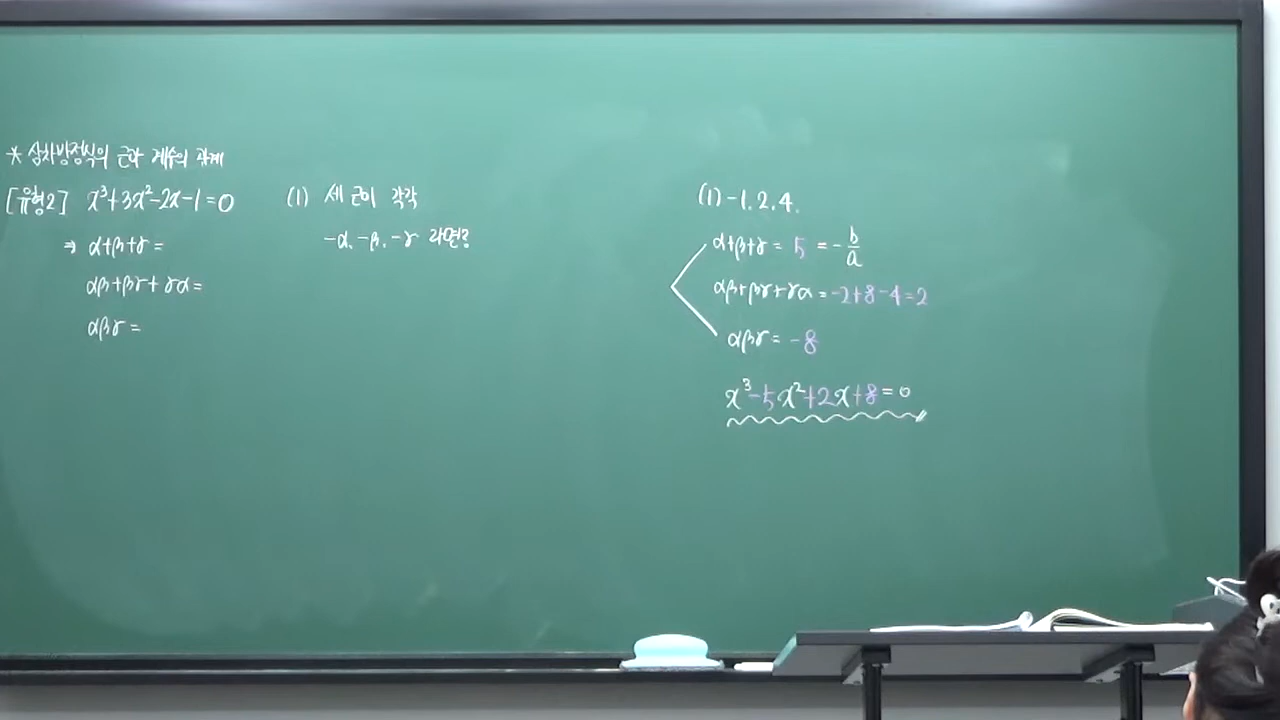 * 삼차방정식의 근과 계수의 관계
[유형2] x³+3x²-2x-1=0
⇒ α+β+γ=
αβ+βγ+γα=
αβγ=
(1) 세 근이 각각
-α, -β, -γ 라면?
(1) -1, 2, 4.
α+β+γ= 5 = -b/a
αβ+βγ+γα=-2+8-4=2
αβγ= -8
x³-5x²+2x+8=0